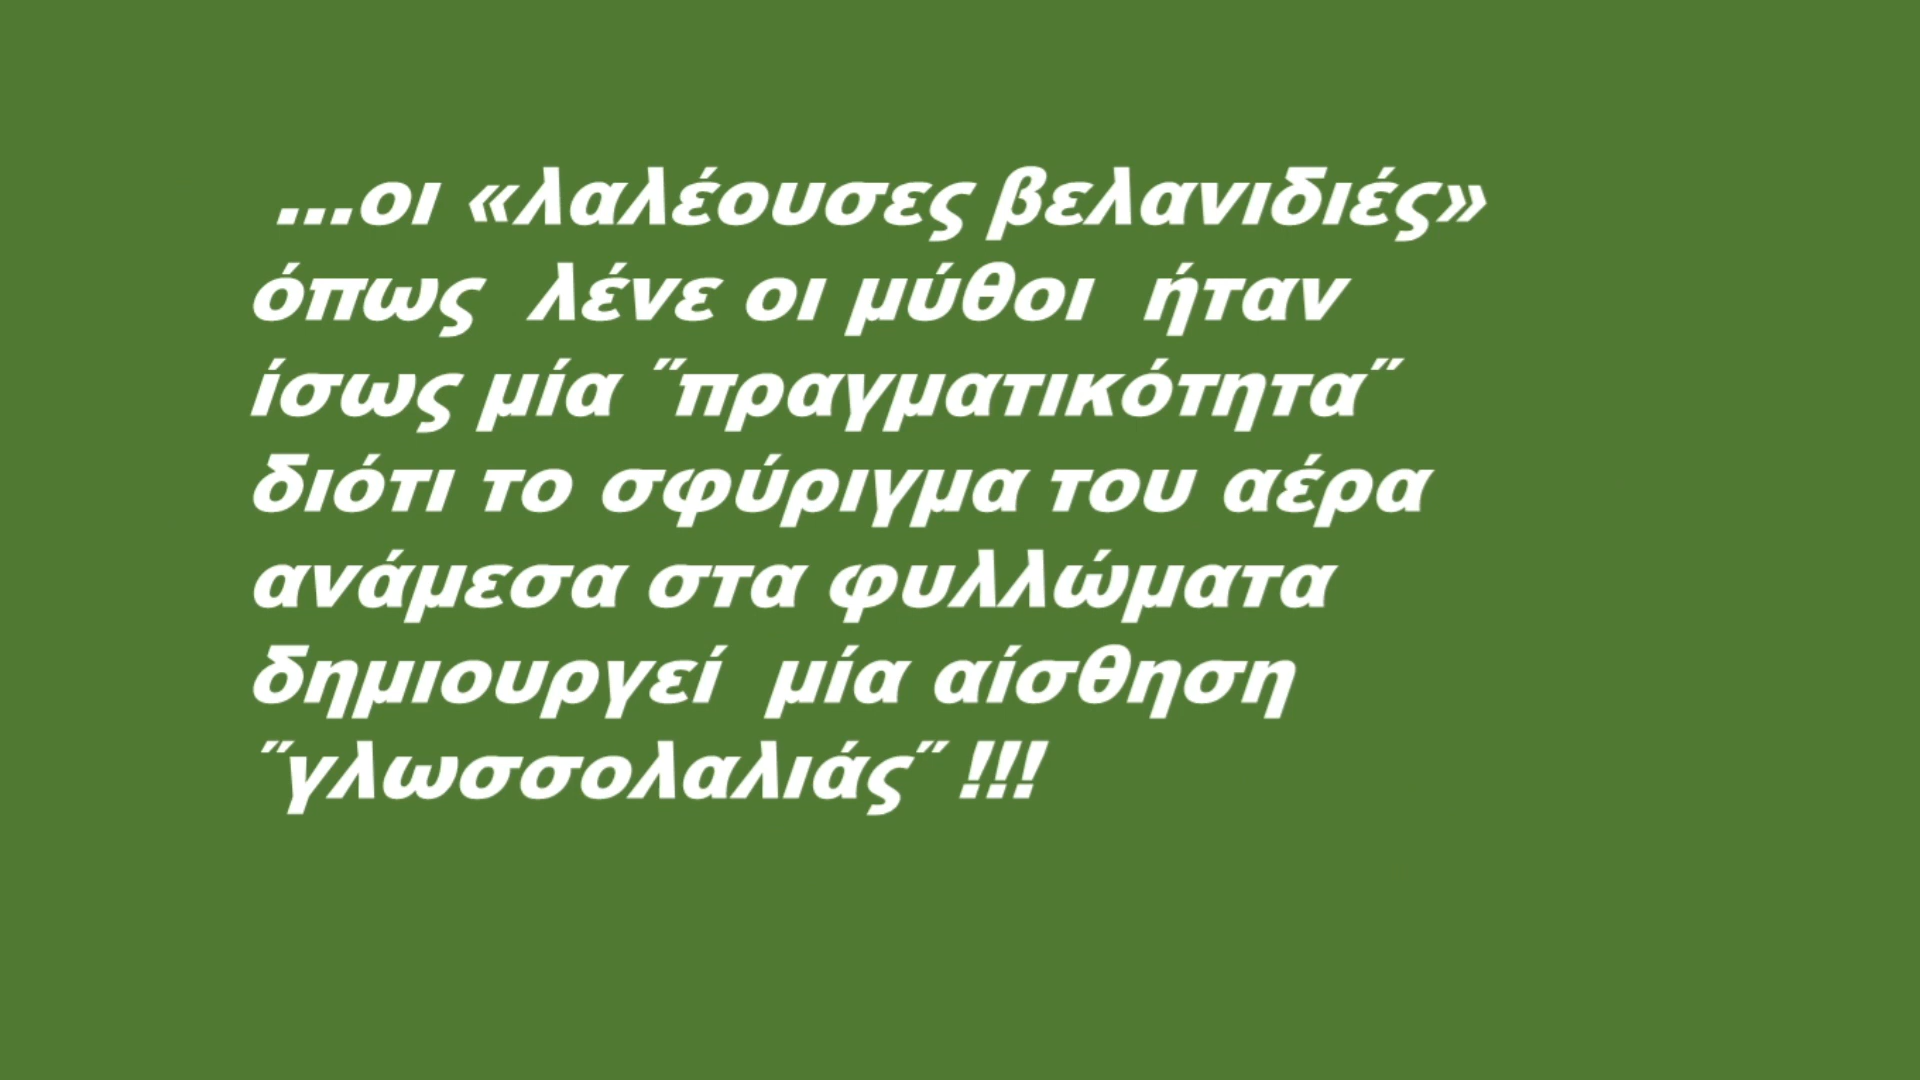 ...οι «λαλέουσες βελανιδιές»
όπως λένε οι μύθοι ήταν
ίσως μία ˝πραγματικότητα˝
διότι το σφύριγμα του αέρα
ανάμεσα στα φυλλώματα
δημιουργεί μία αίσθηση
˝γλωσσολαλιάς˝ !!!